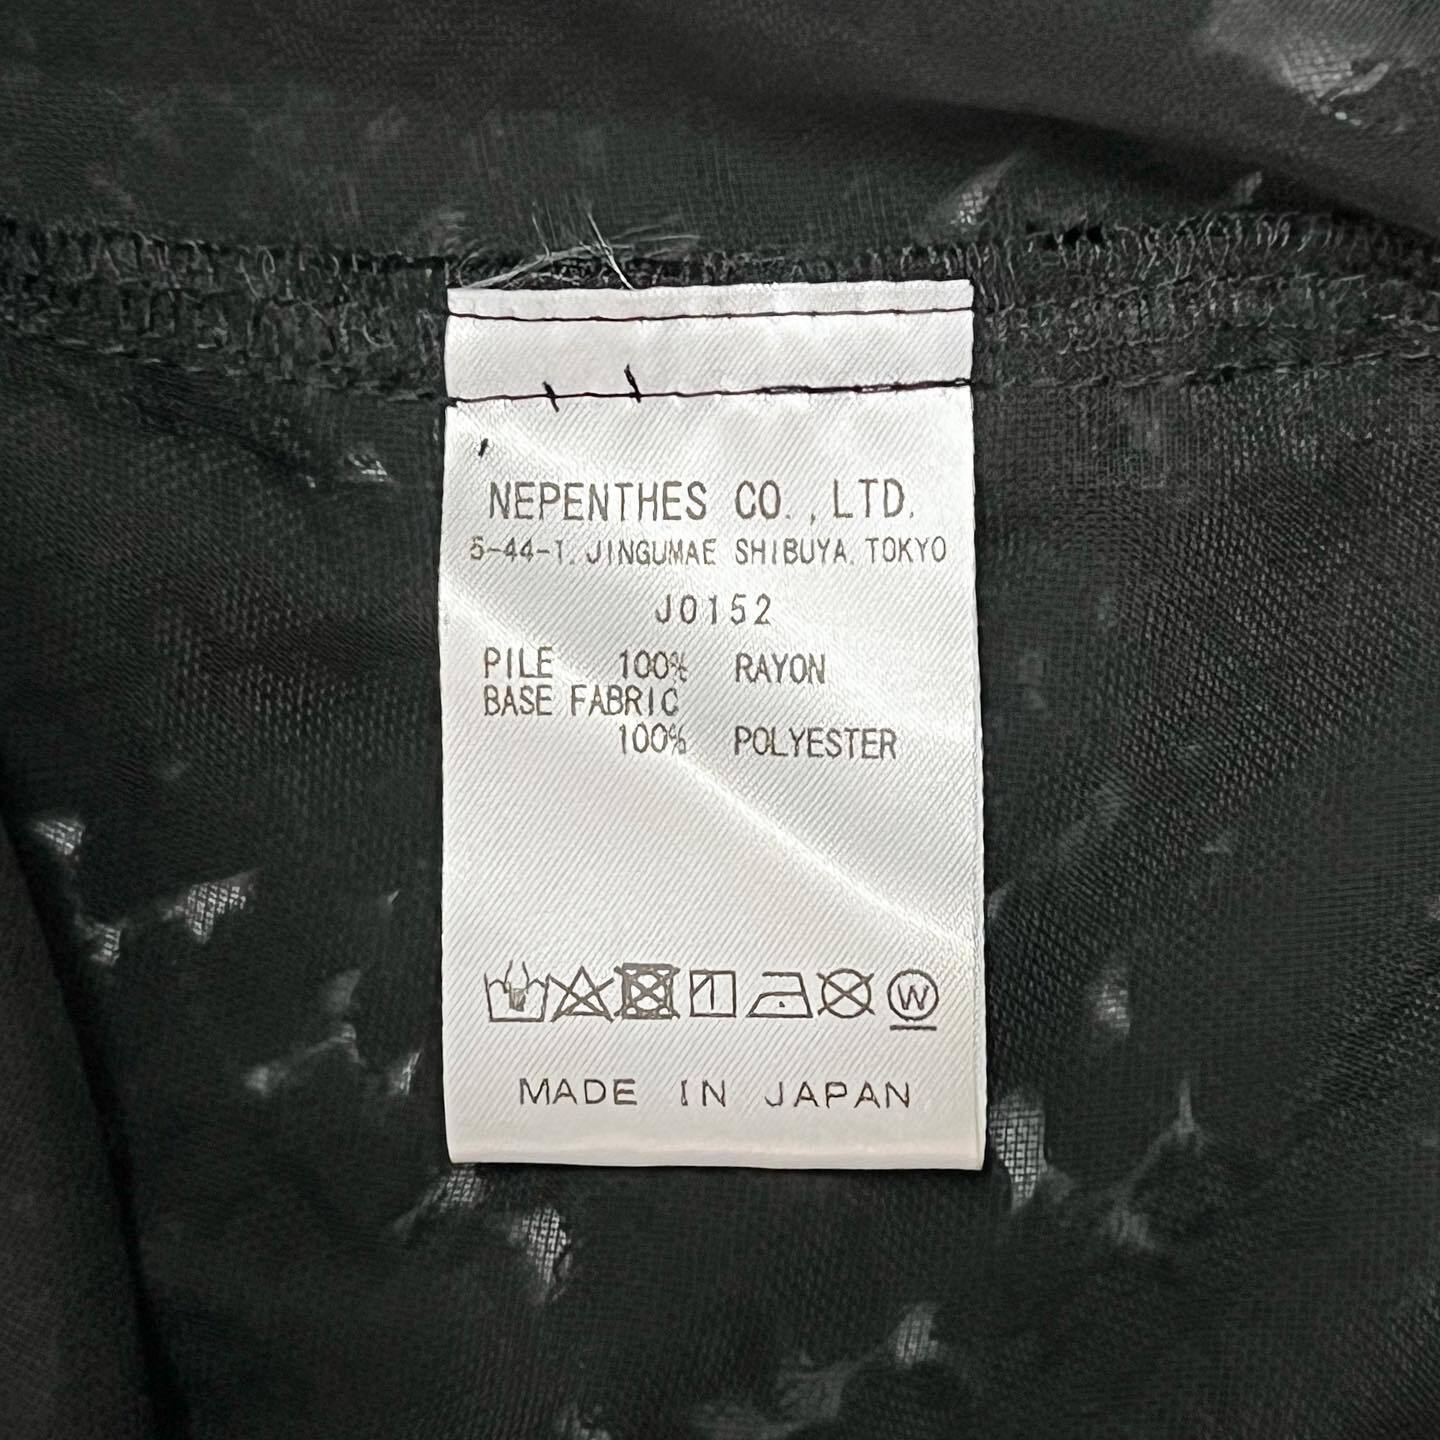 NEPENTHES CO.,LTD.
5-44-1, JINGUMAE SHIBUYA, TOKYO
J0152
PILE 100% RAYON
BASE FABRIC
100% POLYESTER
W
MADE IN JAPAN